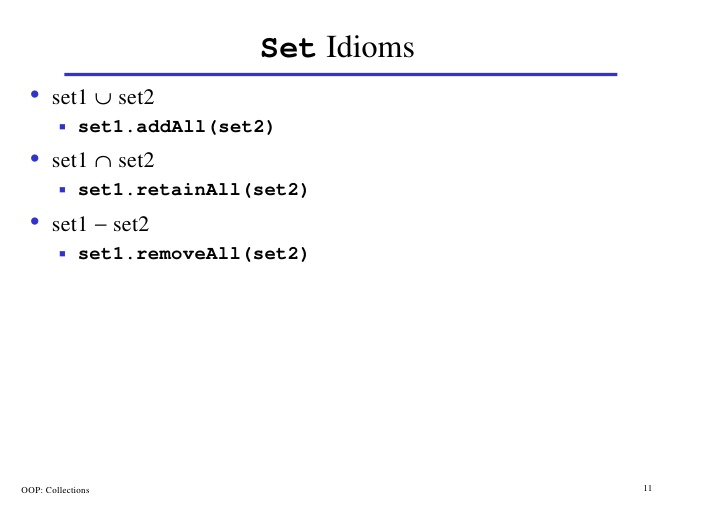 Set Idioms
• set1 ∪ set2
▪ set1.addAll(set2)
• set1 ∩ set2
▪ set1.retainAll(set2)
• set1 − set2
▪ set1.removeAll(set2)
OOP: Collections
11